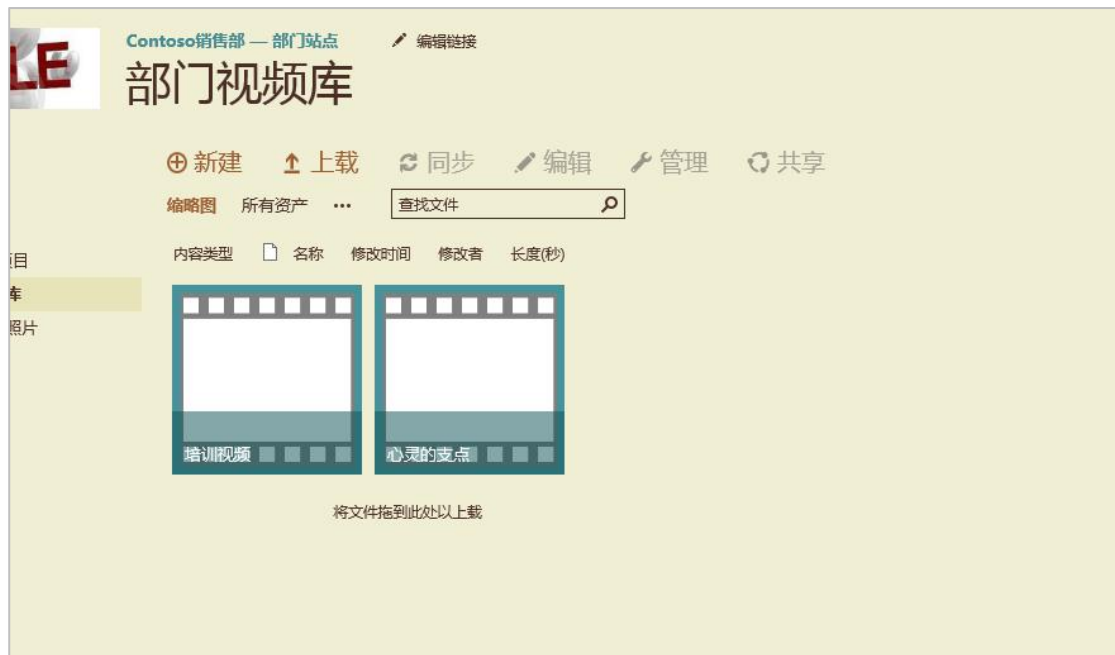 LE
Contoso销售部 — 部门站点 编辑链接
部门视频库
新建 上载 同步 编辑 管理 共享
缩略图 所有资产 ••• 查找文件
内容类型 名称 修改时间 修改者 长度(秒)
目
库
照片
培训视频 心灵的支点
将文件拖到此处以上载